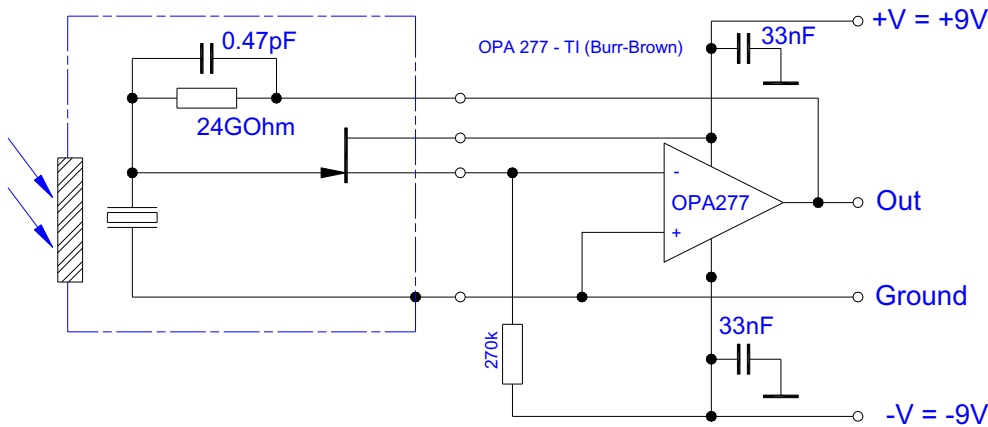 +V = +9V
0.47pF
OPA 277 - TI (Burr-Brown)
33nF
24GOhm
-
OPA277
+
Out
Ground
270k
33nF
-V = -9V